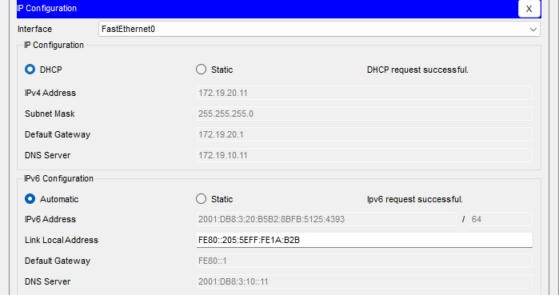 IP Configuration X
Interface FastEthernet0
IP Configuration
DHCP Static DHCP request successful.
IPv4 Address 172.19.20.11
Subnet Mask 255.255.255.0
Default Gateway 172.19.20.1
DNS Server 172.19.10.11
IPv6 Configuration
Automatic Static Ipv6 request successful.
IPv6 Address 2001:DB8:3:20:B5B2:8BFB:5125:4393 / 64
Link Local Address FE80::205:5EFF:FE1A:B2B
Default Gateway FE80::1
DNS Server 2001:DB8:3:10::11